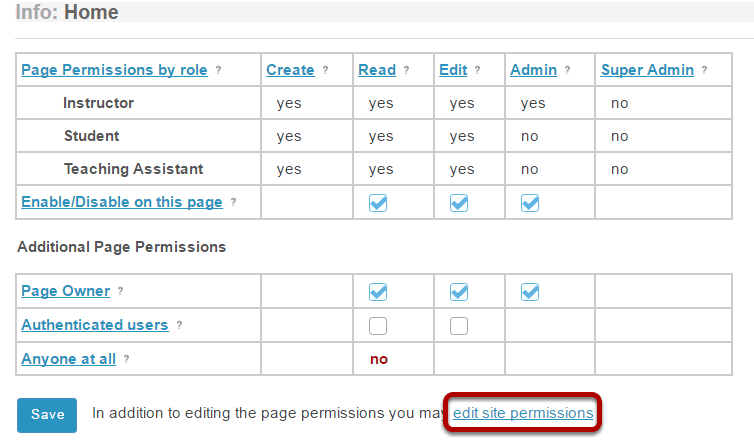 Info: Home
Page Permissions by role ? Create ? Read ? Edit ? Admin ? Super Admin ?
Instructor yes yes yes yes no
Student yes yes yes no no
Teaching Assistant yes yes yes no no
Enable/Disable on this page ?
Additional Page Permissions
Page Owner ?
Authenticated users ?
Anyone at all ? no
Save In addition to editing the page permissions you may edit site permissions